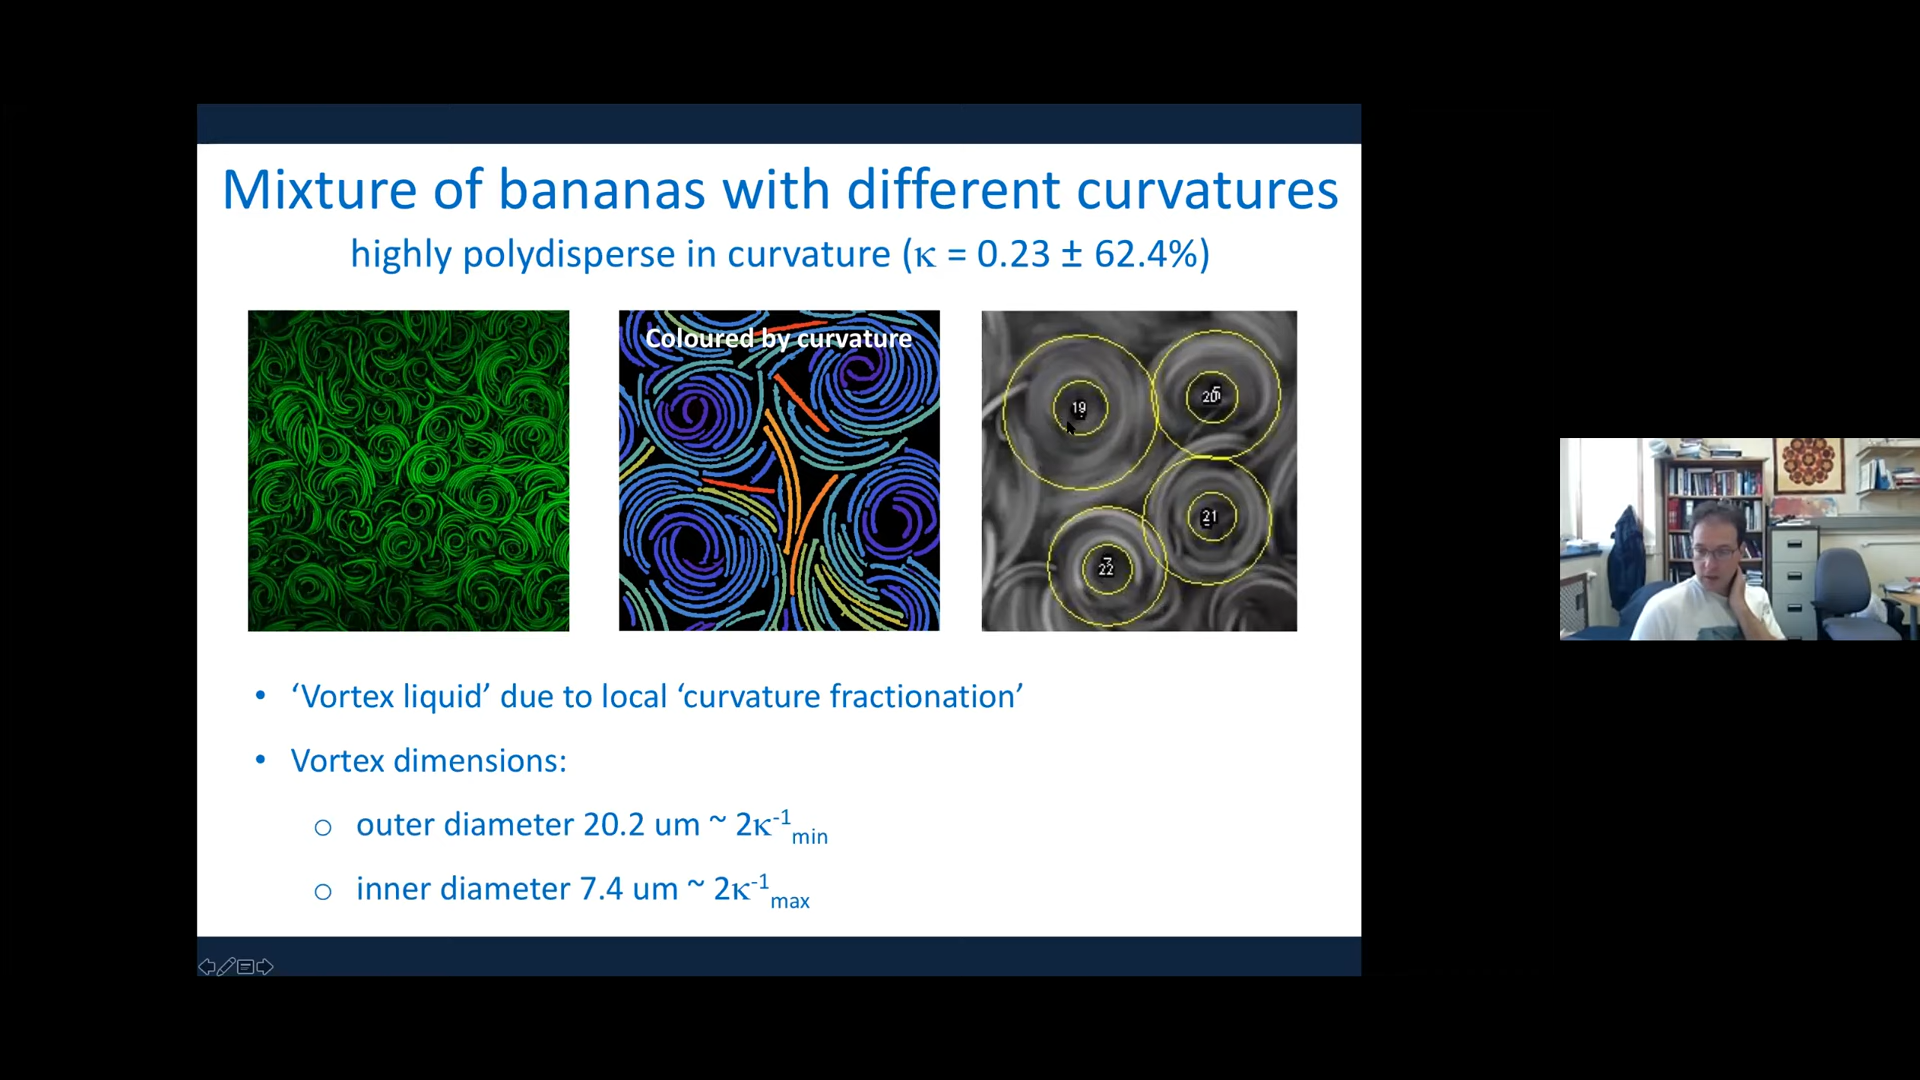 Mixture of bananas with different curvatures
highly polydisperse in curvature (κ = 0.23 ± 62.4%)
Coloured by curvature
19
20
5
21
7
22
• ‘Vortex liquid’ due to local ‘curvature fractionation’
• Vortex dimensions:
o outer diameter 20.2 um ~ 2κ⁻¹min
o inner diameter 7.4 um ~ 2κ⁻¹max